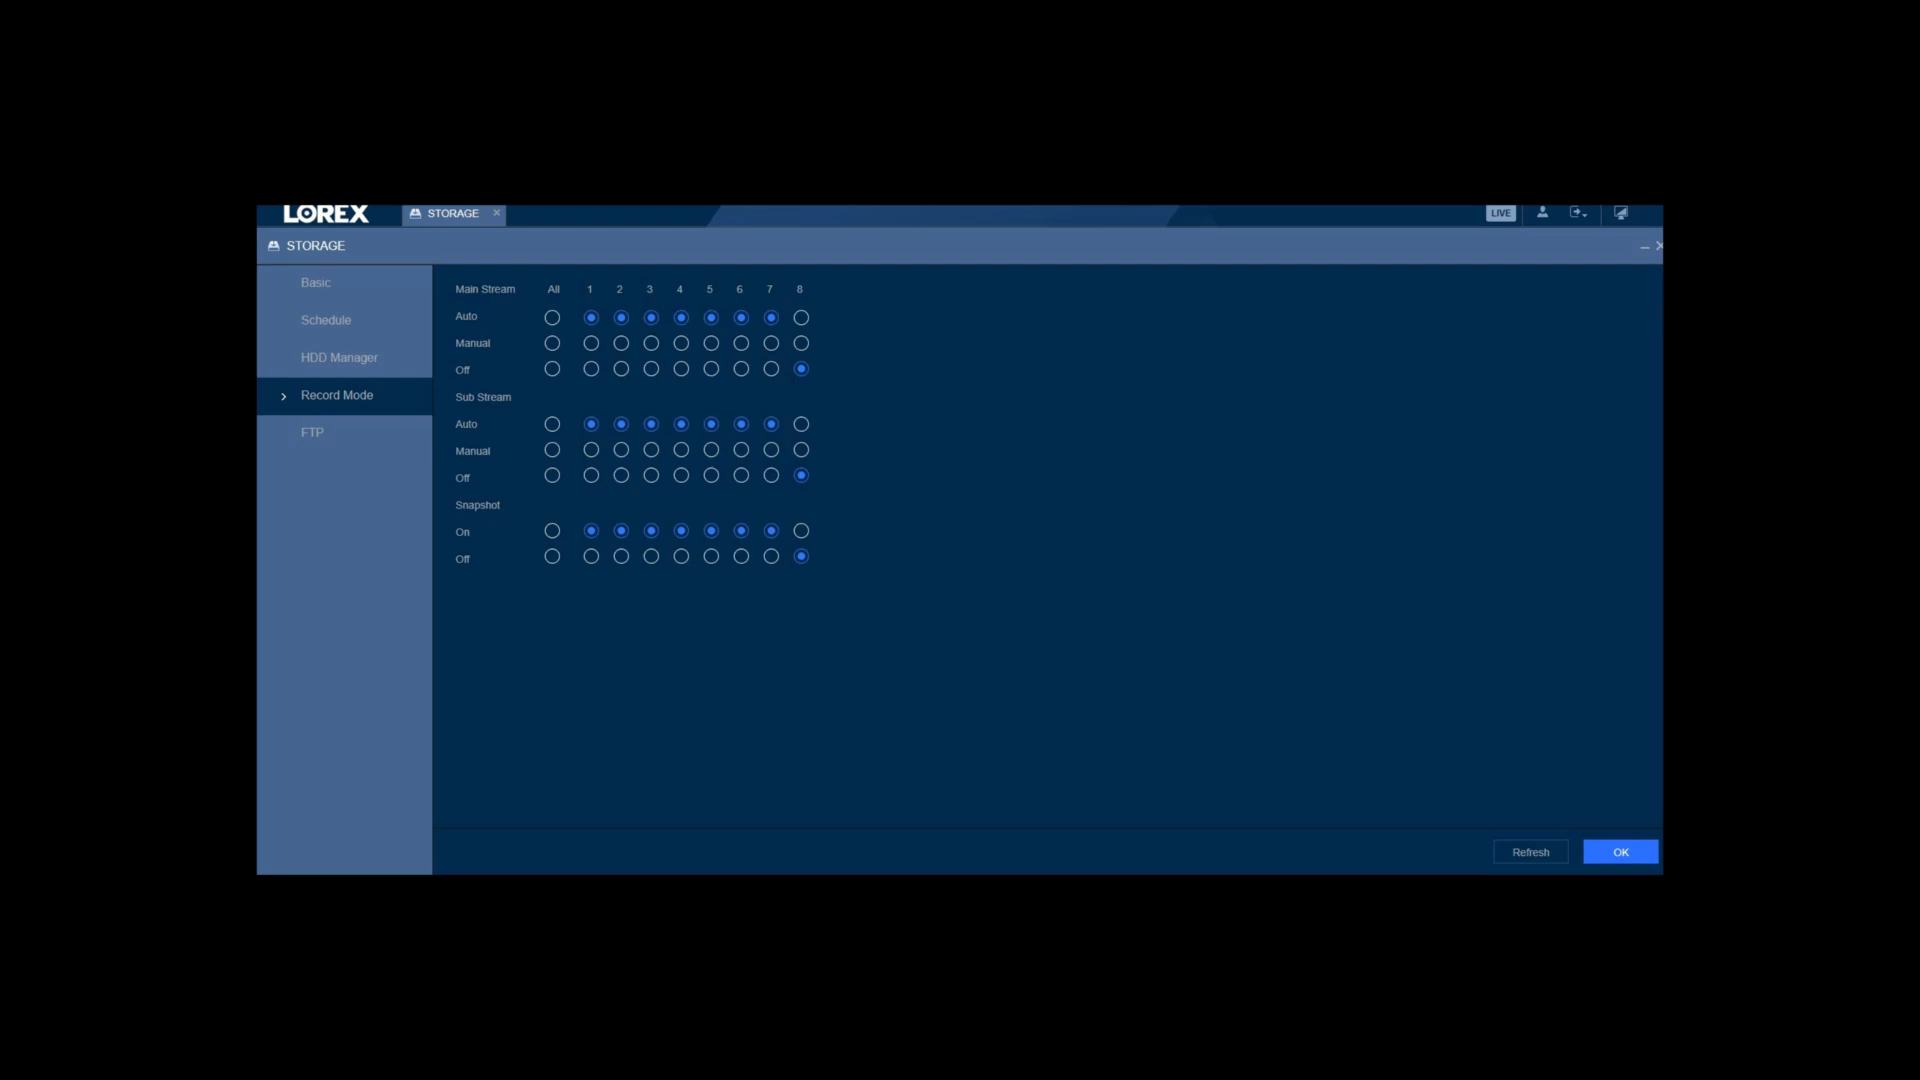 LOREX STORAGE LIVE
STORAGE
Basic
Schedule
HDD Manager
Record Mode
FTP
Main Stream All 1 2 3 4 5 6 7 8
Auto
Manual
Off
Sub Stream
Auto
Manual
Off
Snapshot
On
Off
Refresh OK